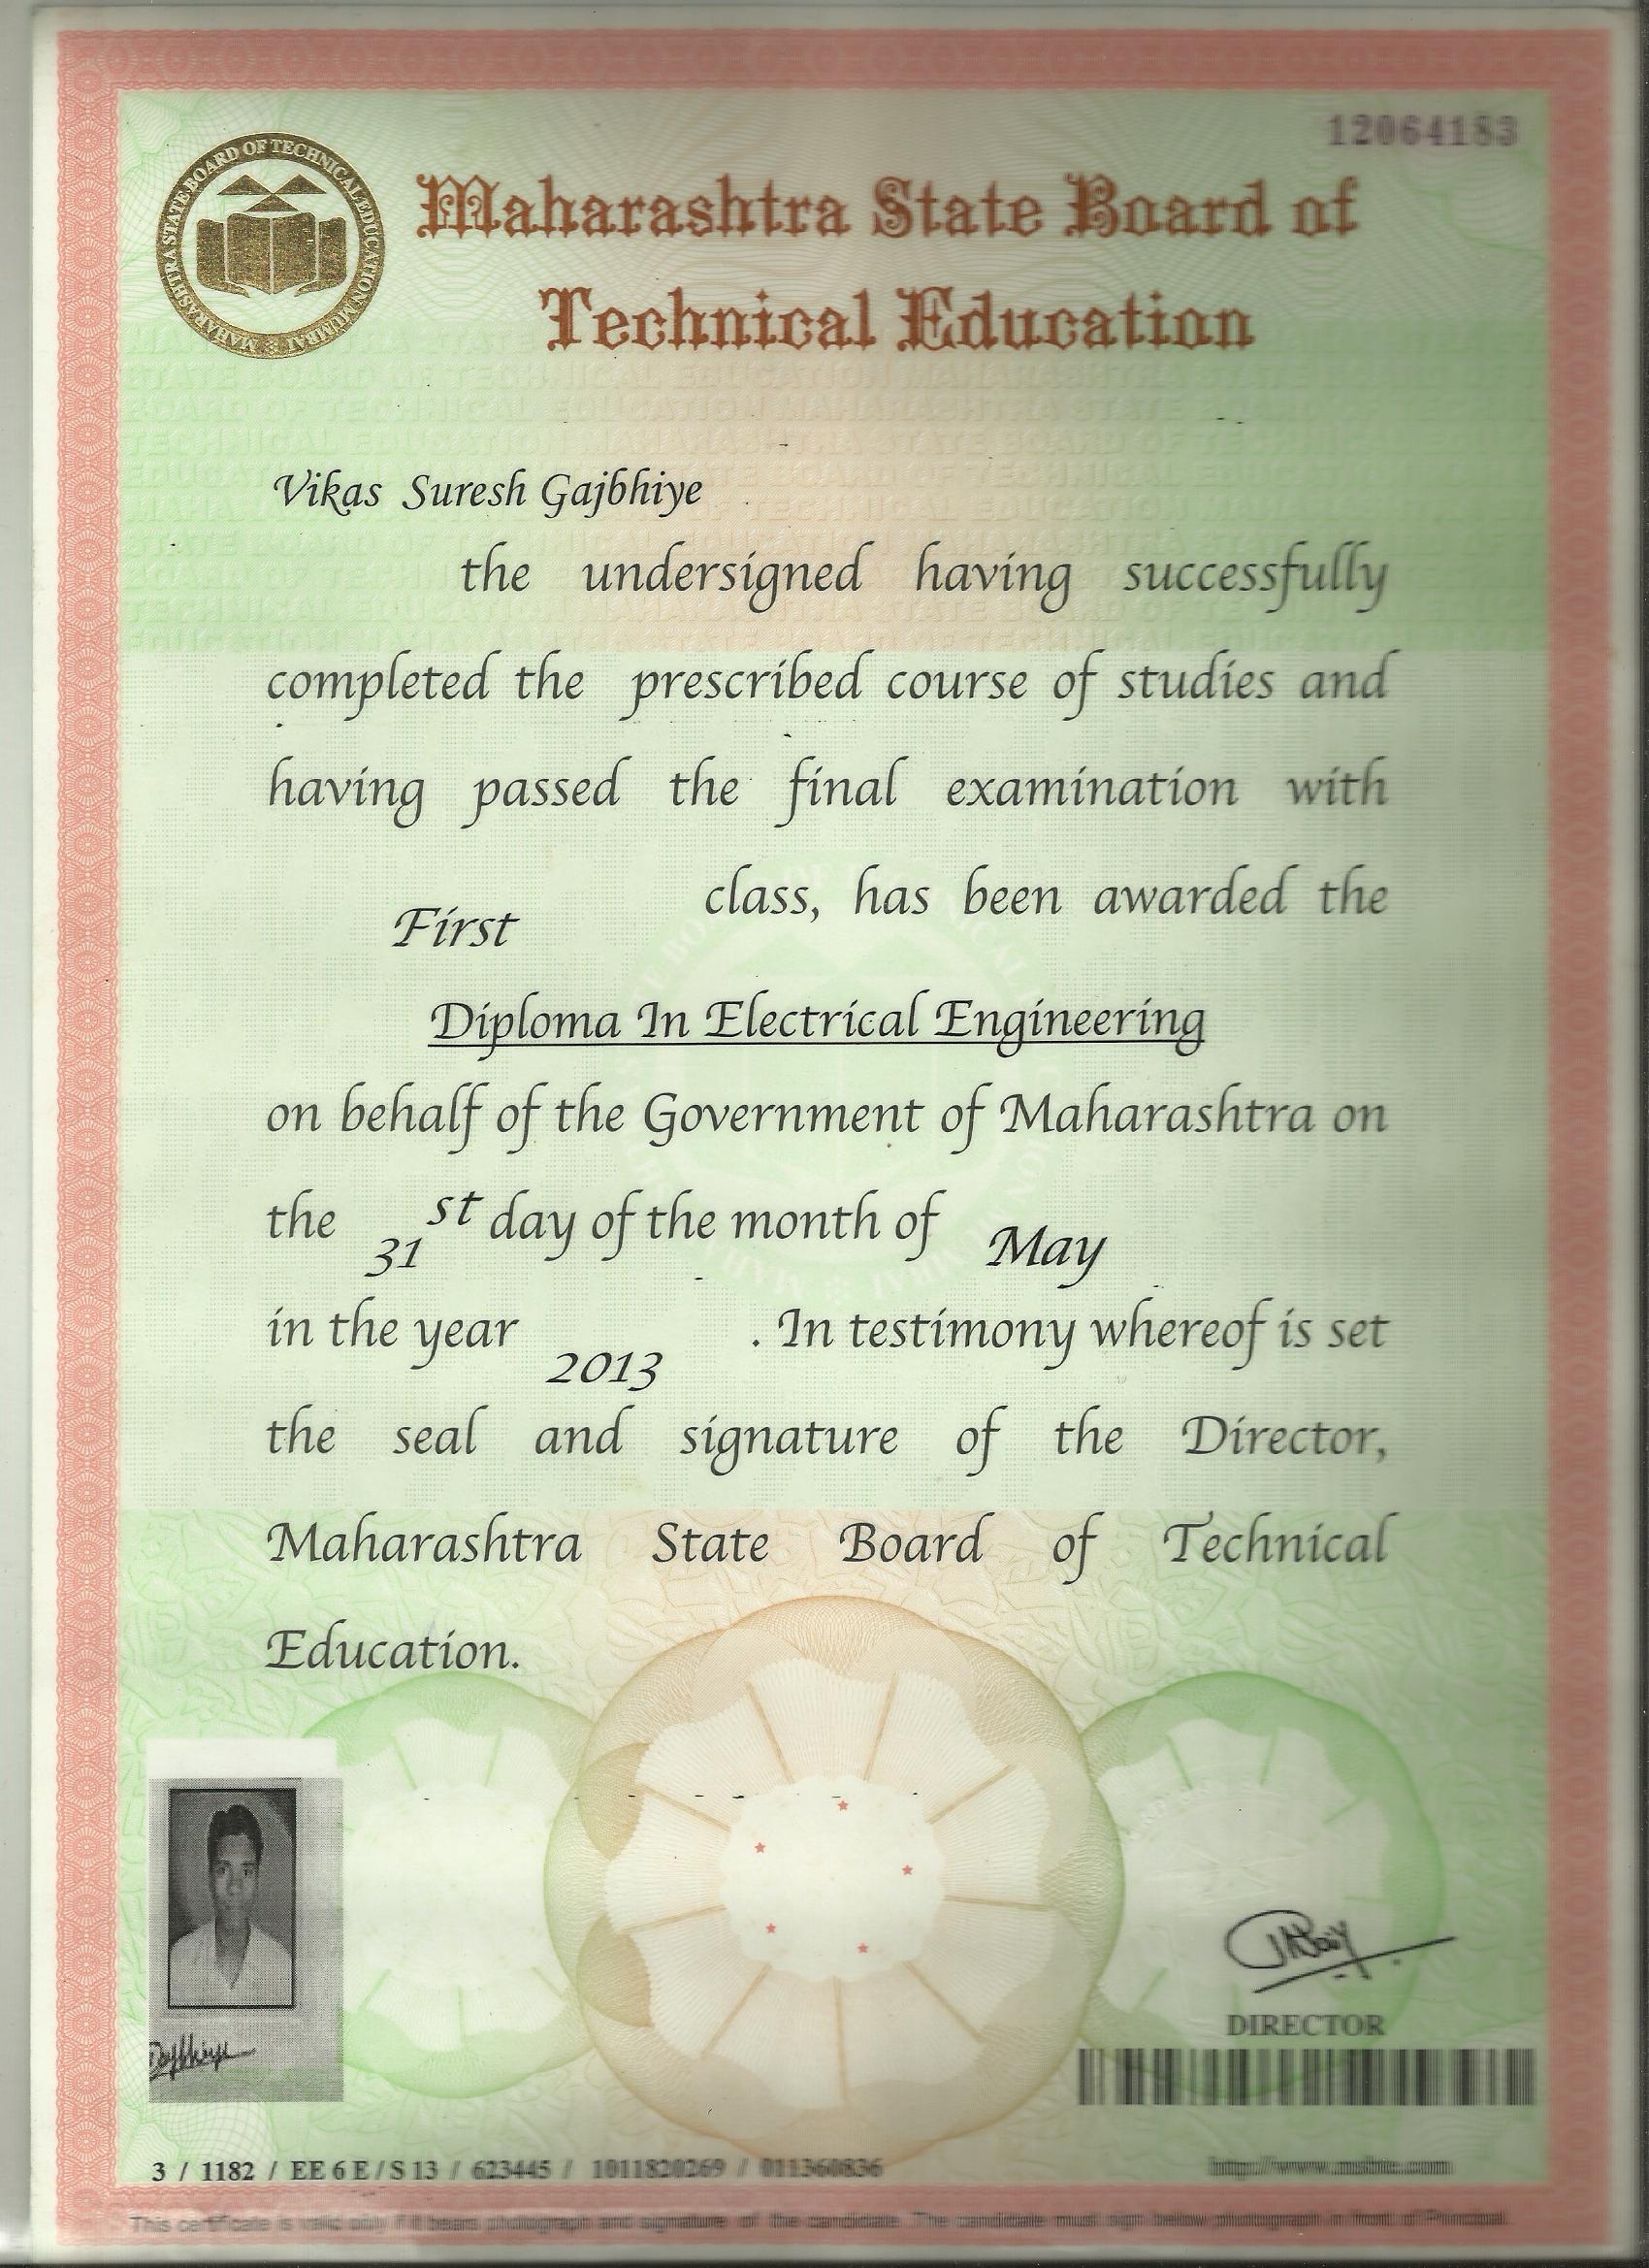 12064183
MAHARASHTRA STATE BOARD OF TECHNICAL EDUCATION MUMBAI
Maharashtra State Board of
Technical Education
Vikas Suresh Gajbhiye
the undersigned having successfully
completed the prescribed course of studies and
having passed the final examination with
First class, has been awarded the
Diploma In Electrical Engineering
on behalf of the Government of Maharashtra on
the 31st day of the month of May
in the year 2013 . In testimony whereof is set
the seal and signature of the Director,
Maharashtra State Board of Technical
Education.
DIRECTOR
3 / 1182 / EE 6 E / S 13 / 623445 / 1011820269 / 011360836
http://www.msbte.com
This certificate is valid only if it bears photograph and signature of the candidate. The candidate must sign below photograph in front of Principal.